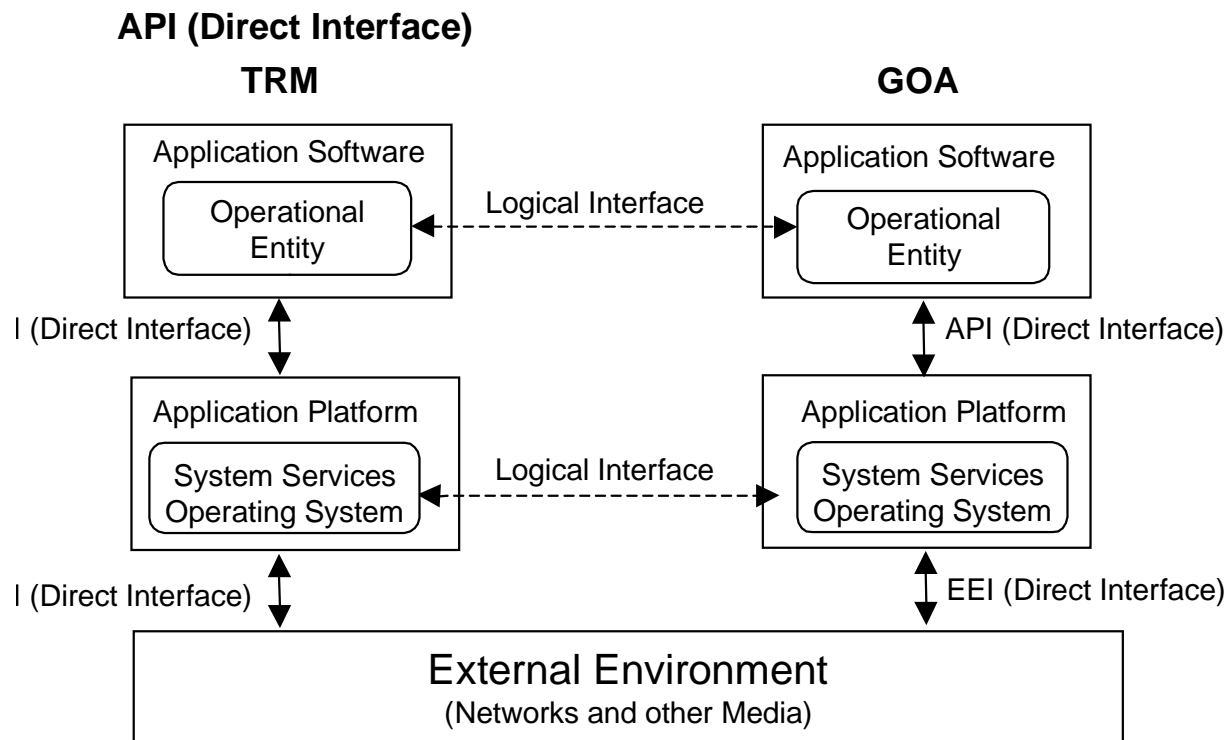 API (Direct Interface)
TRM
GOA
Application Software
Operational
Entity
Logical Interface
Application Software
Operational
Entity
I (Direct Interface)
API (Direct Interface)
Application Platform
System Services
Operating System
Logical Interface
Application Platform
System Services
Operating System
I (Direct Interface)
EEI (Direct Interface)
External Environment
(Networks and other Media)